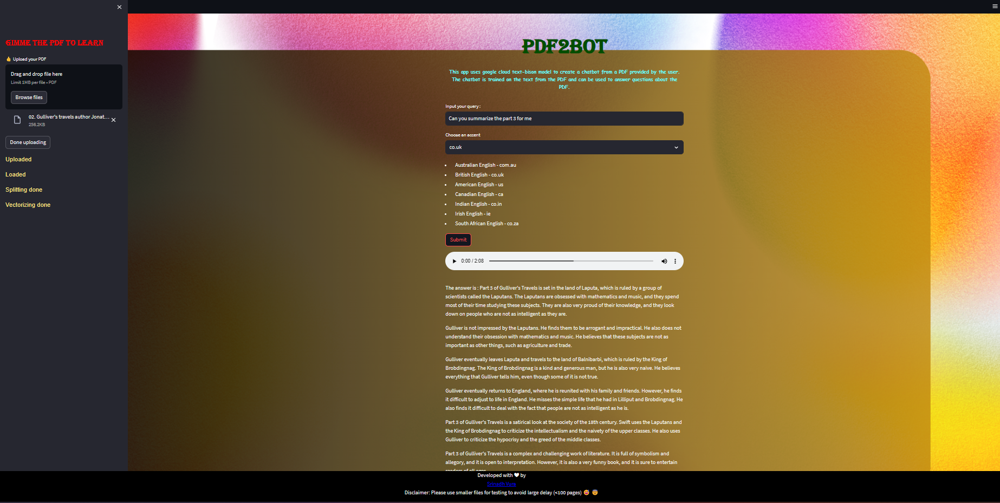 GIMME THE PDF TO LEARN
👍 Upload your PDF
Drag and drop file here
Limit 1MB per file • PDF
Browse files
02. Gulliver's travels author Jonat...
256.2KB
Done uploading
Uploaded
Loaded
Splitting done
Vectorizing done
PDF2BOT
This app uses google cloud text-bison model to create a chatbot from a PDF provided by the user.
The chatbot is trained on the text from the PDF and can be used to answer questions about the
PDF.
Input your query :
Can you summarize the part 3 for me
Choose an accent
co.uk
• Australian English - com.au
• British English - co.uk
• American English - us
• Canadian English - ca
• Indian English - co.in
• Irish English - ie
• South African English - co.za
Submit
0:00 / 2:08
The answer is : Part 3 of Gulliver's Travels is set in the land of Laputa, which is ruled by a group of
scientists called the Laputans. The Laputans are obsessed with mathematics and music, and they spend
most of their time studying these subjects. They are also very proud of their knowledge, and they look
down on people who are not as intelligent as they are.
Gulliver is not impressed by the Laputans. He finds them to be arrogant and impractical. He also does not
understand their obsession with mathematics and music. He believes that these subjects are not as
important as other things, such as agriculture and trade.
Gulliver eventually leaves Laputa and travels to the land of Balnibarbi, which is ruled by the King of
Brobdingnag. The King of Brobdingnag is a kind and generous man, but he is also very naive. He believes
everything that Gulliver tells him, even though some of it is not true.
Gulliver eventually returns to England, where he is reunited with his family and friends. However, he finds
it difficult to adjust to life in England. He misses the simple life that he had in Lilliput and Brobdingnag. He
also finds it difficult to deal with the fact that people are not as intelligent as he is.
Part 3 of Gulliver's Travels is a satirical look at the society of the 18th century. Swift uses the Laputans and
the King of Brobdingnag to criticize the intellectualism and the naivety of the upper classes. He also uses
Gulliver to criticize the hypocrisy and the greed of the middle classes.
Part 3 of Gulliver's Travels is a complex and challenging work of literature. It is full of symbolism and
allegory, and it is open to interpretation. However, it is also a very funny book, and it is sure to entertain
readers of all ages.
Developed with ❤ by
Disclaimer: Please use smaller files for testing to avoid large delay (<100 pages)